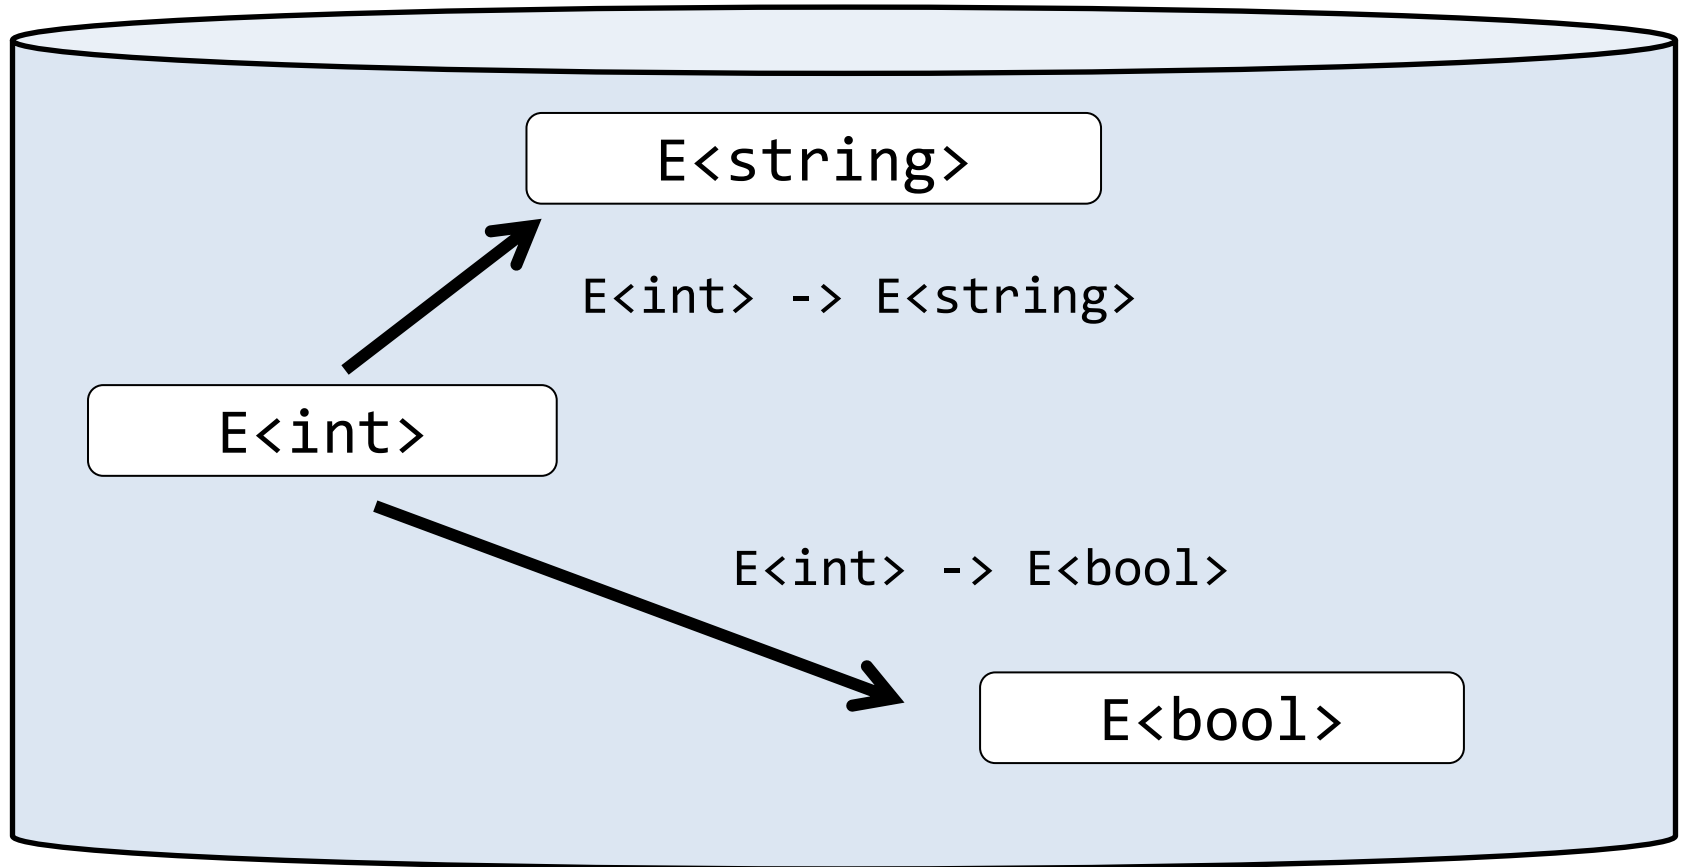 E<string>
E<int> -> E<string>
E<int>
E<int> -> E<bool>
E<bool>